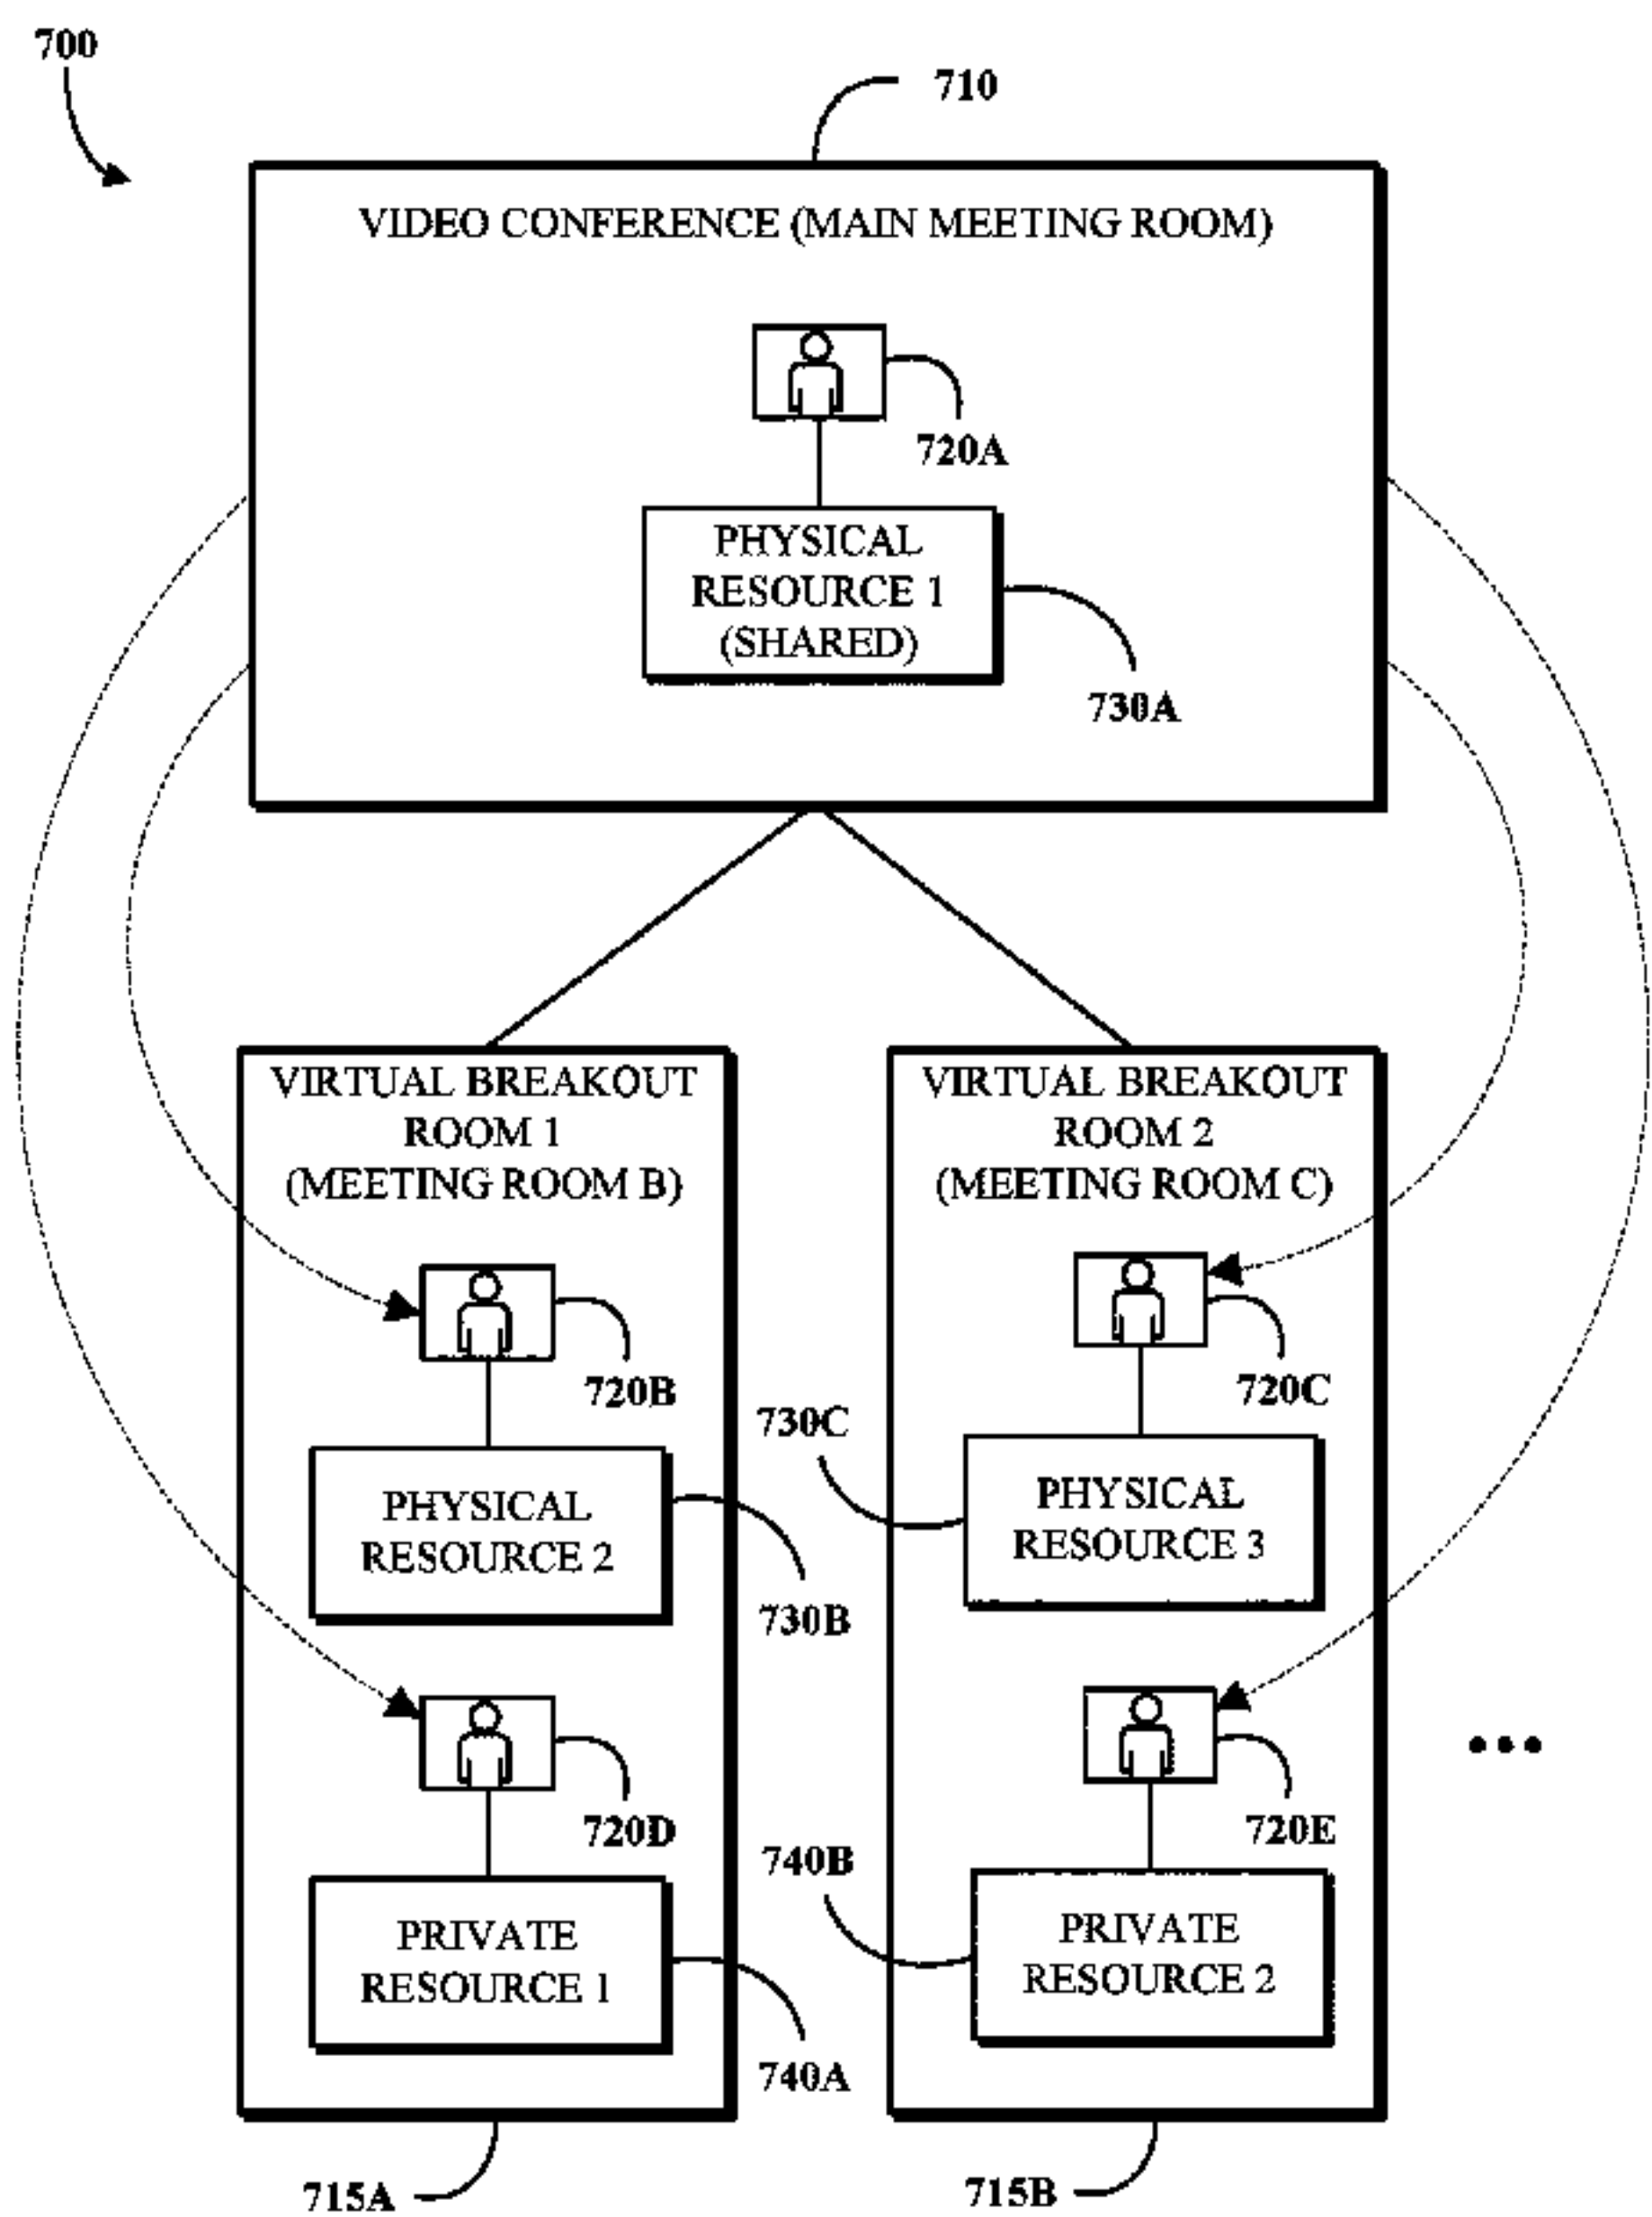 700
710
VIDEO CONFERENCE (MAIN MEETING ROOM)
720A
PHYSICAL
RESOURCE 1
(SHARED)
730A
VIRTUAL BREAKOUT
ROOM 1
(MEETING ROOM B)
720B
PHYSICAL
RESOURCE 2
730B
720D
PRIVATE
RESOURCE 1
740A
715A
VIRTUAL BREAKOUT
ROOM 2
(MEETING ROOM C)
720C
730C
PHYSICAL
RESOURCE 3
720E
740B
PRIVATE
RESOURCE 2
715B